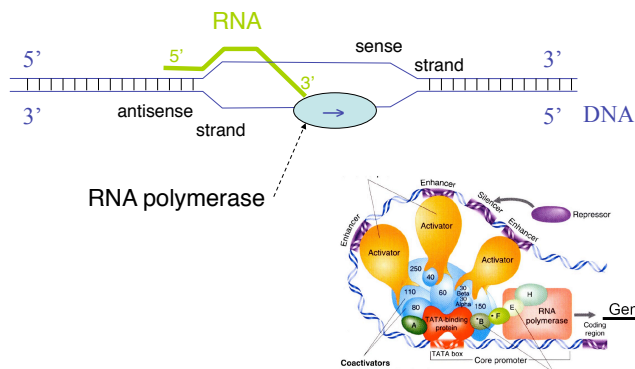 RNA
5’
sense
5’
3’
strand
3’
3’
antisense
5’
DNA
strand
→
RNA polymerase
Enhancer
Silencer
Enhancer
Repressor
Activator
Enhancer
Activator
Activator
250
40
30
Beta
30
Alpha
110
60
150
80
E
H
A
TATA binding
protein
*B
*F
RNA
polymerase
Gen
Coding
region
TATA box
Core promoter
Coactivators